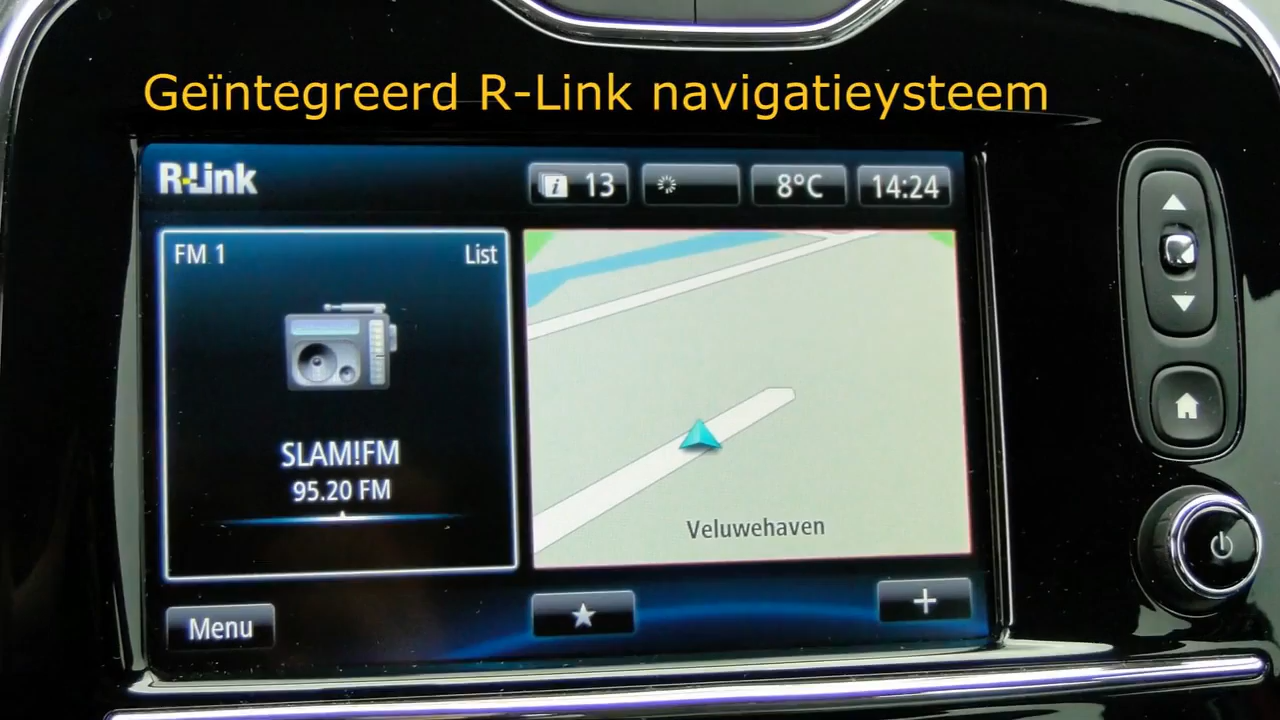 Geïntegreerd R-Link navigatieysteem
R-Link
13
8°C
14:24
FM 1
List
SLAM!FM
95.20 FM
Veluwehaven
Menu